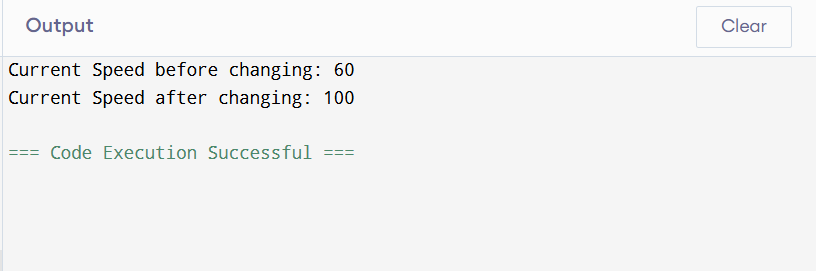 Output
Clear
Current Speed before changing: 60
Current Speed after changing: 100
=== Code Execution Successful ===